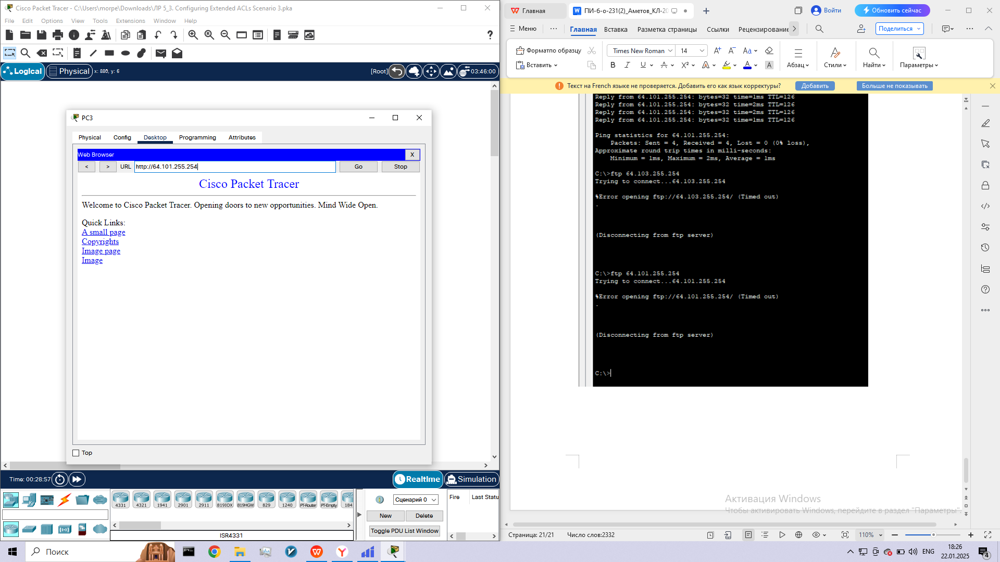 Cisco Packet Tracer - C:\Users\morpe\Downloads\ЛР 5_3. Configuring Extended ACLs Scenario 3.pka
File Edit Options View Tools Extensions Window Help
?
Logical Physical x: 880, y: 6 [Root] 03:46:00
PC3
Physical Config Desktop Programming Attributes
Web Browser X
< > URL http://64.101.255.254 Go Stop
Cisco Packet Tracer
Welcome to Cisco Packet Tracer. Opening doors to new opportunities. Mind Wide Open.
Quick Links:
A small page
Copyrights
Image page
Image
Top
Time: 00:28:57 Realtime Simulation
4331 4321 1941 2901 2911 819IOX 819HGW 829 1240 PT-Router PT-Empty 184
ISR4331
Сценарий 0
New Delete
Toggle PDU List Window
Fire Last Statu
Главная ПИ-б-о-231(2)_Аметов_КЛ-20 Войти Обновить сейчас
Меню Главная Вставка Разметка страницы Ссылки Рецензирование Поделиться
Формат по образцу Times New Roman 14
Вставить Абзац Стили Найти Параметры
Текст на French языке не проверяется. Добавить его как язык корректуры? Добавить Больше не показывать
Reply from 64.101.255.254: bytes=32 time=1ms TTL=126
Reply from 64.101.255.254: bytes=32 time=2ms TTL=126
Reply from 64.101.255.254: bytes=32 time=2ms TTL=126
Reply from 64.101.255.254: bytes=32 time=1ms TTL=126
Ping statistics for 64.101.255.254:
Packets: Sent = 4, Received = 4, Lost = 0 (0% loss),
Approximate round trip times in milli-seconds:
Minimum = 1ms, Maximum = 2ms, Average = 1ms
C:\>ftp 64.103.255.254
Trying to connect...64.103.255.254
%Error opening ftp://64.103.255.254/ (Timed out)
.
(Disconnecting from ftp server)
C:\>ftp 64.101.255.254
Trying to connect...64.101.255.254
%Error opening ftp://64.101.255.254/ (Timed out)
.
(Disconnecting from ftp server)
C:\>
Активация Windows
Чтобы активировать Windows, перейдите в раздел "Параметры".
Страница: 21/21 Число слов:2332 110%
Поиск
ENG 18:26
22.01.2025
4